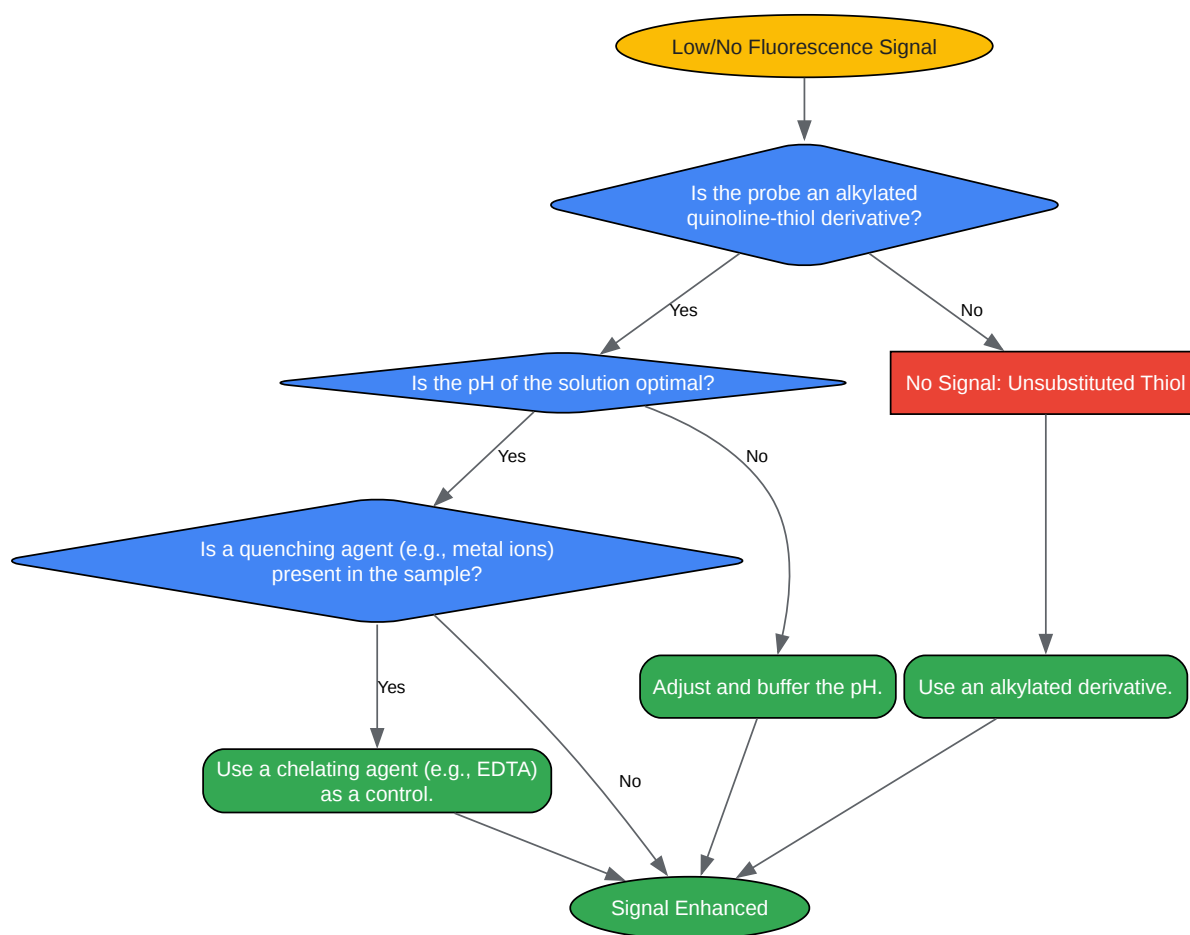 Low/No Fluorescence Signal
Is the probe an alkylated
quinoline-thiol derivative?
Yes
No
Is the pH of the solution optimal?
No Signal: Unsubstituted Thiol
Yes
No
Is a quenching agent (e.g., metal ions)
present in the sample?
Yes
Adjust and buffer the pH.
Use an alkylated derivative.
Use a chelating agent (e.g., EDTA)
as a control.
No
Signal Enhanced